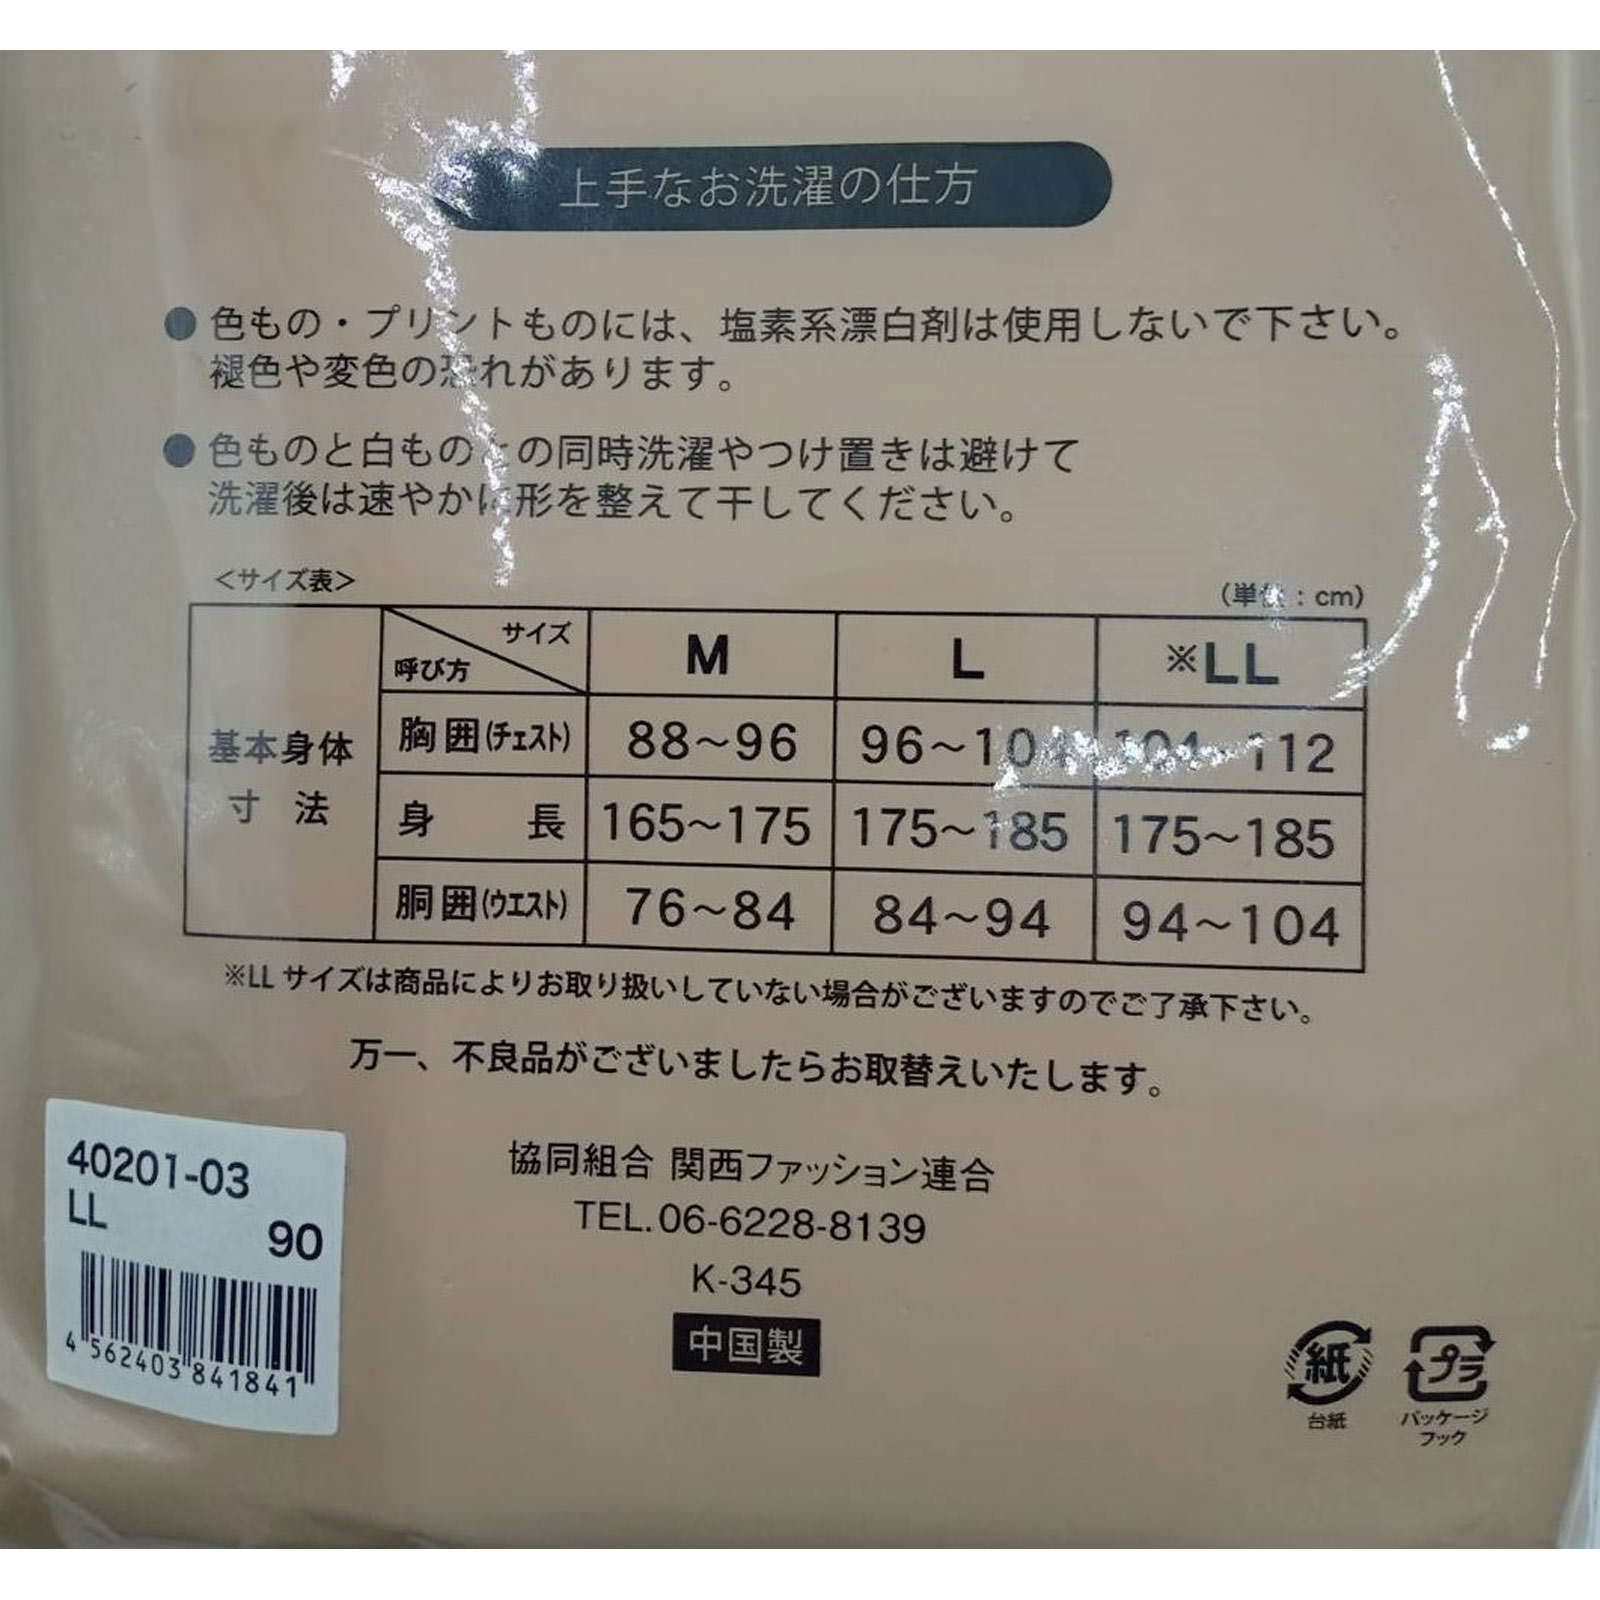 上手なお洗濯の仕方
●色もの・プリントものには、塩素系漂白剤は使用しないで下さい。
褪色や変色の恐れがあります。
●色ものと白ものとの同時洗濯やつけ置きは避けて
洗濯後は速やかに形を整えて干してください。
<サイズ表>
(単位：cm)
サイズ
呼び方
M
L
※LL
基本身体
寸法
胸囲(チェスト)
88～96
96～104
104～112
身長
165～175
175～185
175～185
胴囲(ウエスト)
76～84
84～94
94～104
※LLサイズは商品によりお取り扱いしていない場合がございますのでご了承下さい。
万一、不良品がございましたらお取替えいたします。
協同組合 関西ファッション連合
TEL.06-6228-8139
K-345
中国製
40201-03
LL
90
4 562403 841841
紙
台紙
プラ
パッケージ
フック